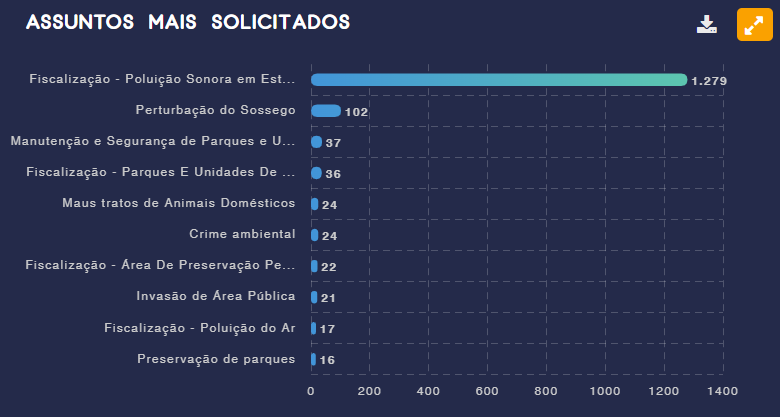 ASSUNTOS MAIS SOLICITADOS
Fiscalização - Poluição Sonora em Est... 1.279
Perturbação do Sossego 102
Manutenção e Segurança de Parques e U... 37
Fiscalização - Parques E Unidades De ... 36
Maus tratos de Animais Domésticos 24
Crime ambiental 24
Fiscalização - Área De Preservação Pe... 22
Invasão de Área Pública 21
Fiscalização - Poluição do Ar 17
Preservação de parques 16
0 200 400 600 800 1000 1200 1400